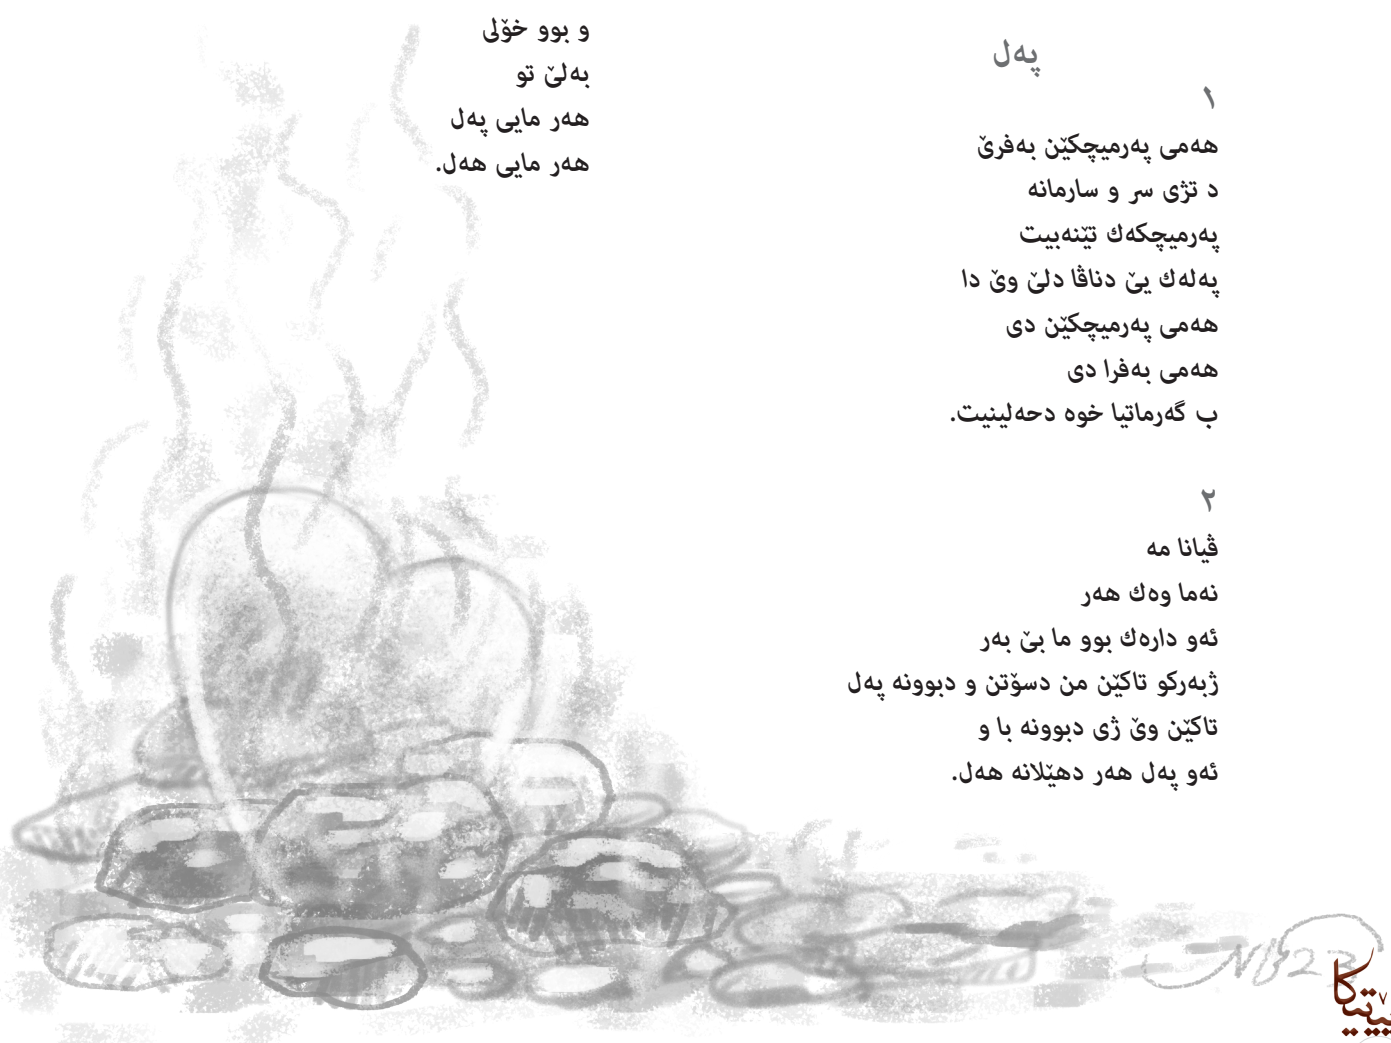 پەل
١
هەمی پەرمیچکێن بەفرێ
د تژی سر و سارمانە
پەرمیچکەك تێنەبیت
پەلەك یێ دناڤا دلێ وێ دا
هەمی پەرمیچکێن دی
هەمی بەفرا دی
ب گەرماتیا خوە دحەلینیت.
٢
ڤیانا مە
نەما وەك هەر
ئەو دارەك بوو ما بێ بەر
ژبەرکو تاکێن من دسۆتن و دبوونە پەل
تاکێن وێ ژی دبوونە با و
ئەو پەل هەر دهێلانە هەل.
و بوو خۆلی
بەلێ تو
هەر مایی پەل
هەر مایی هەل.